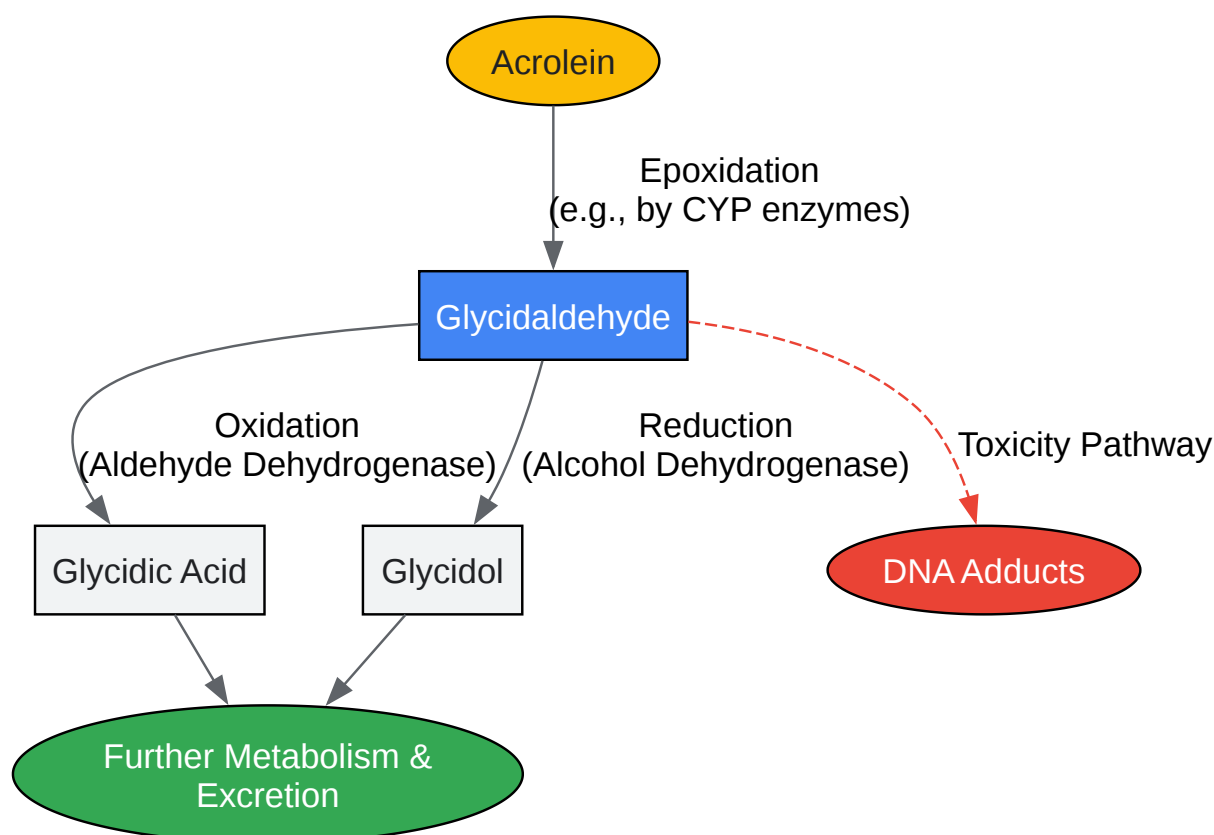 Acrolein
Epoxidation
(e.g., by CYP enzymes)
Glycidaldehyde
Oxidation
(Aldehyde Dehydrogenase)
Reduction
(Alcohol Dehydrogenase)
Toxicity Pathway
Glycidic Acid
Glycidol
DNA Adducts
Further Metabolism &
Excretion